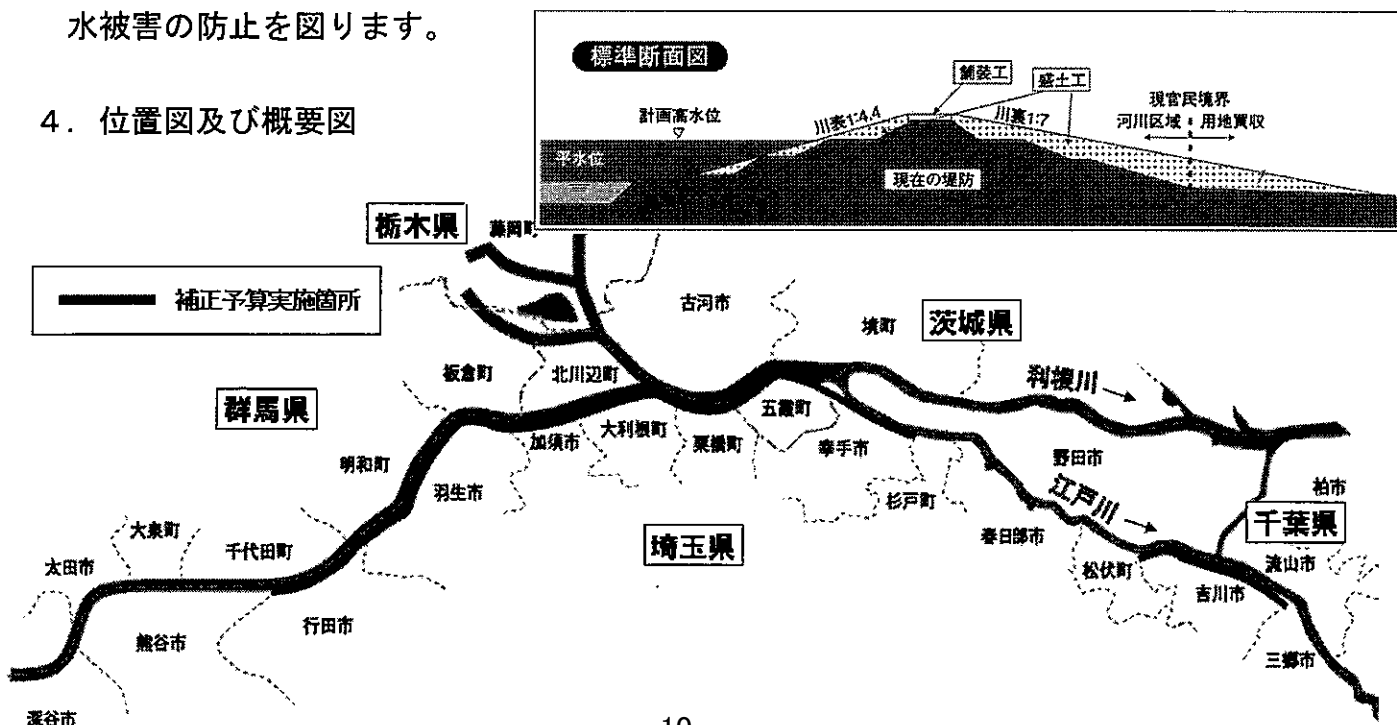 水被害の防止を図ります。
4．位置図及び概要図
標準断面図
舗装工
盛土工
計画高水位
川表1:4.4
川裏1:7
現官民境界
河川区域
用地買収
平水位
現在の堤防
栃木県
藤岡町
補正予算実施箇所
古河市
境町
茨城県
利根川
板倉町
北川辺町
群馬県
五霞町
加須市
大利根町
栗橋町
幸手市
野田市
明和町
羽生市
杉戸町
江戸川
柏市
千葉県
大泉町
千代田町
埼玉県
春日部市
太田市
松伏町
流山市
吉川市
熊谷市
行田市
三郷市
深谷市
10